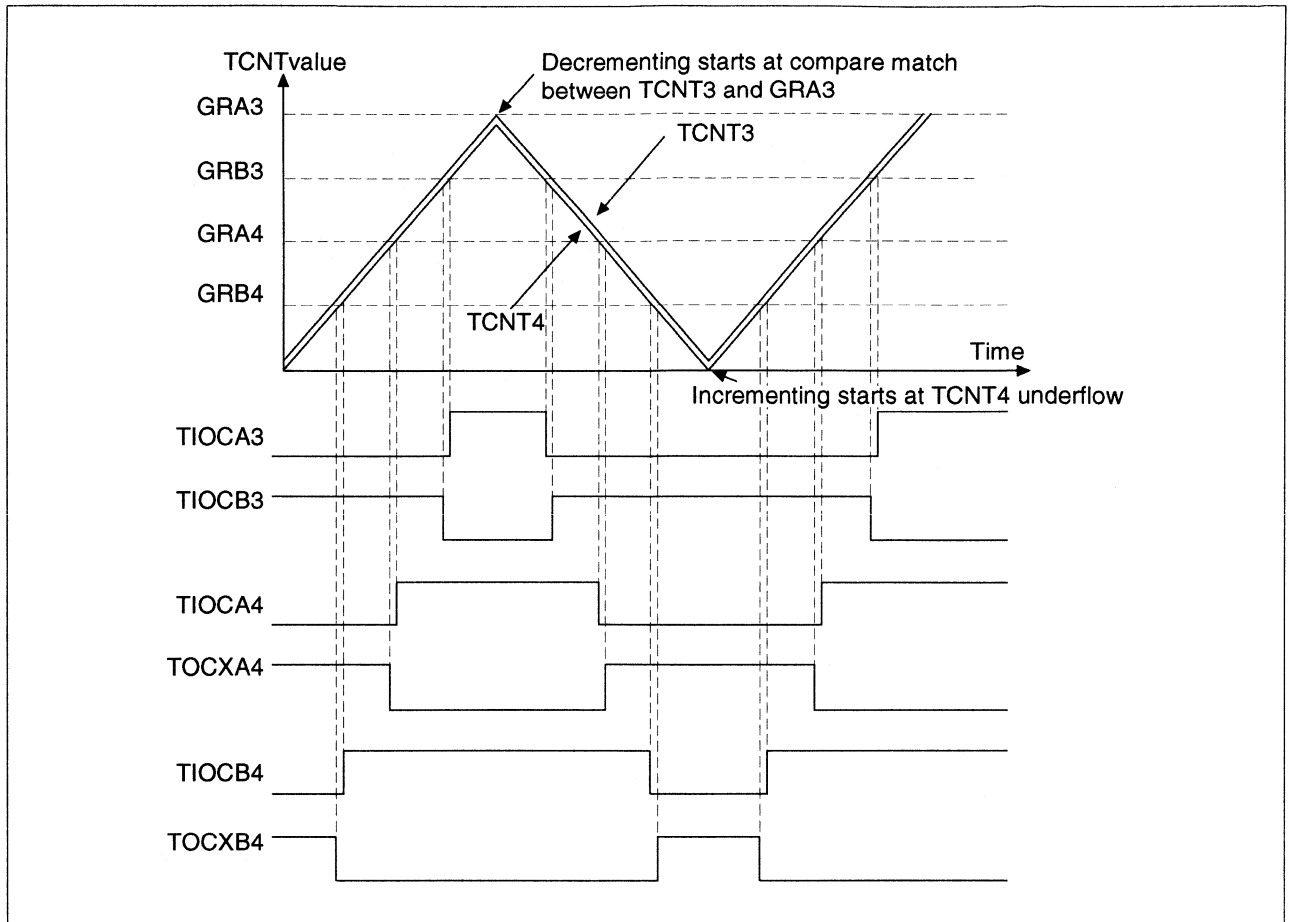 TCNTvalue
Decrementing starts at compare match
between TCNT3 and GRA3
GRA3
TCNT3
GRB3
GRA4
GRB4
TCNT4
Time
Incrementing starts at TCNT4 underflow
TIOCA3
TIOCB3
TIOCA4
TOCXA4
TIOCB4
TOCXB4